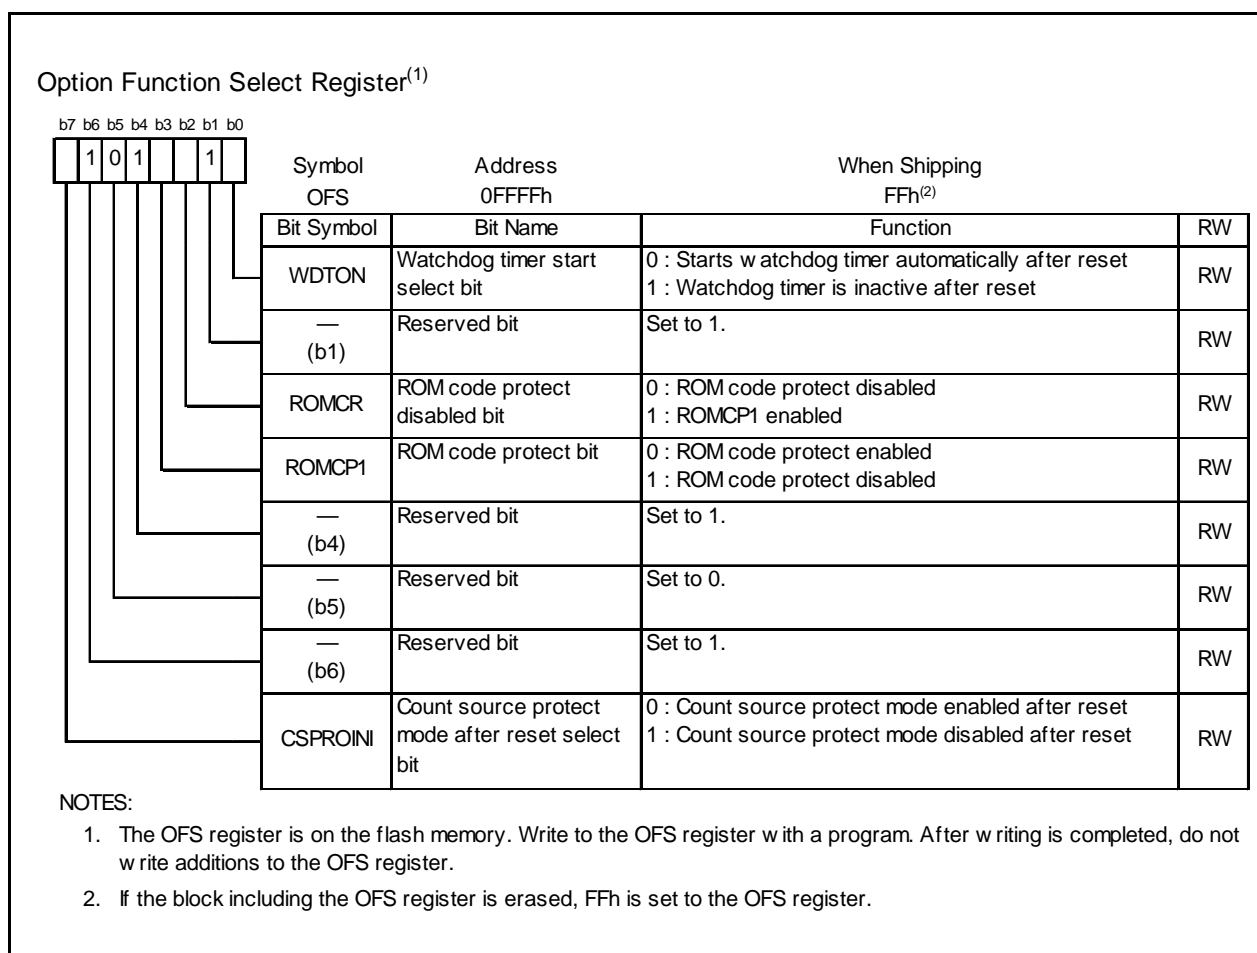 Option Function Select Register(1)
b7 b6 b5 b4 b3 b2 b1 b0
1 0 1 1
Symbol Address When Shipping
OFS 0FFFFh FFh(2)
Bit Symbol Bit Name Function RW
WDTON Watchdog timer start select bit 0 : Starts watchdog timer automatically after reset RW
1 : Watchdog timer is inactive after reset
— (b1) Reserved bit Set to 1. RW
ROMCR ROM code protect disabled bit 0 : ROM code protect disabled RW
1 : ROMCP1 enabled
ROMCP1 ROM code protect bit 0 : ROM code protect enabled RW
1 : ROM code protect disabled
— (b4) Reserved bit Set to 1. RW
— (b5) Reserved bit Set to 0. RW
— (b6) Reserved bit Set to 1. RW
CSPROINI Count source protect mode after reset select bit 0 : Count source protect mode enabled after reset RW
1 : Count source protect mode disabled after reset
NOTES:
1. The OFS register is on the flash memory. Write to the OFS register with a program. After writing is completed, do not
write additions to the OFS register.
2. If the block including the OFS register is erased, FFh is set to the OFS register.